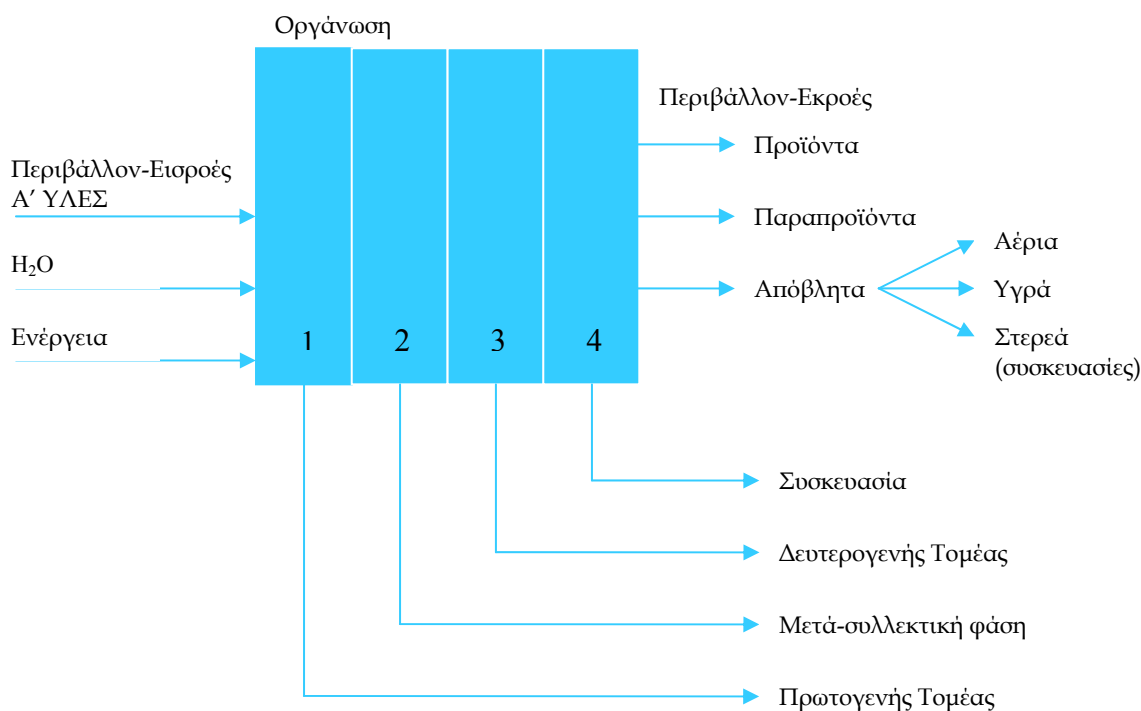 Οργάνωση
Περιβάλλον-Εκροές
Προϊόντα
Περιβάλλον-Εισροές
Α’ ΥΛΕΣ
Παραπροϊόντα
Αέρια
H₂O
Απόβλητα
Υγρά
Ενέργεια
1 2 3 4
Στερεά
(συσκευασίες)
Συσκευασία
Δευτερογενής Τομέας
Μετά-συλλεκτική φάση
Πρωτογενής Τομέας